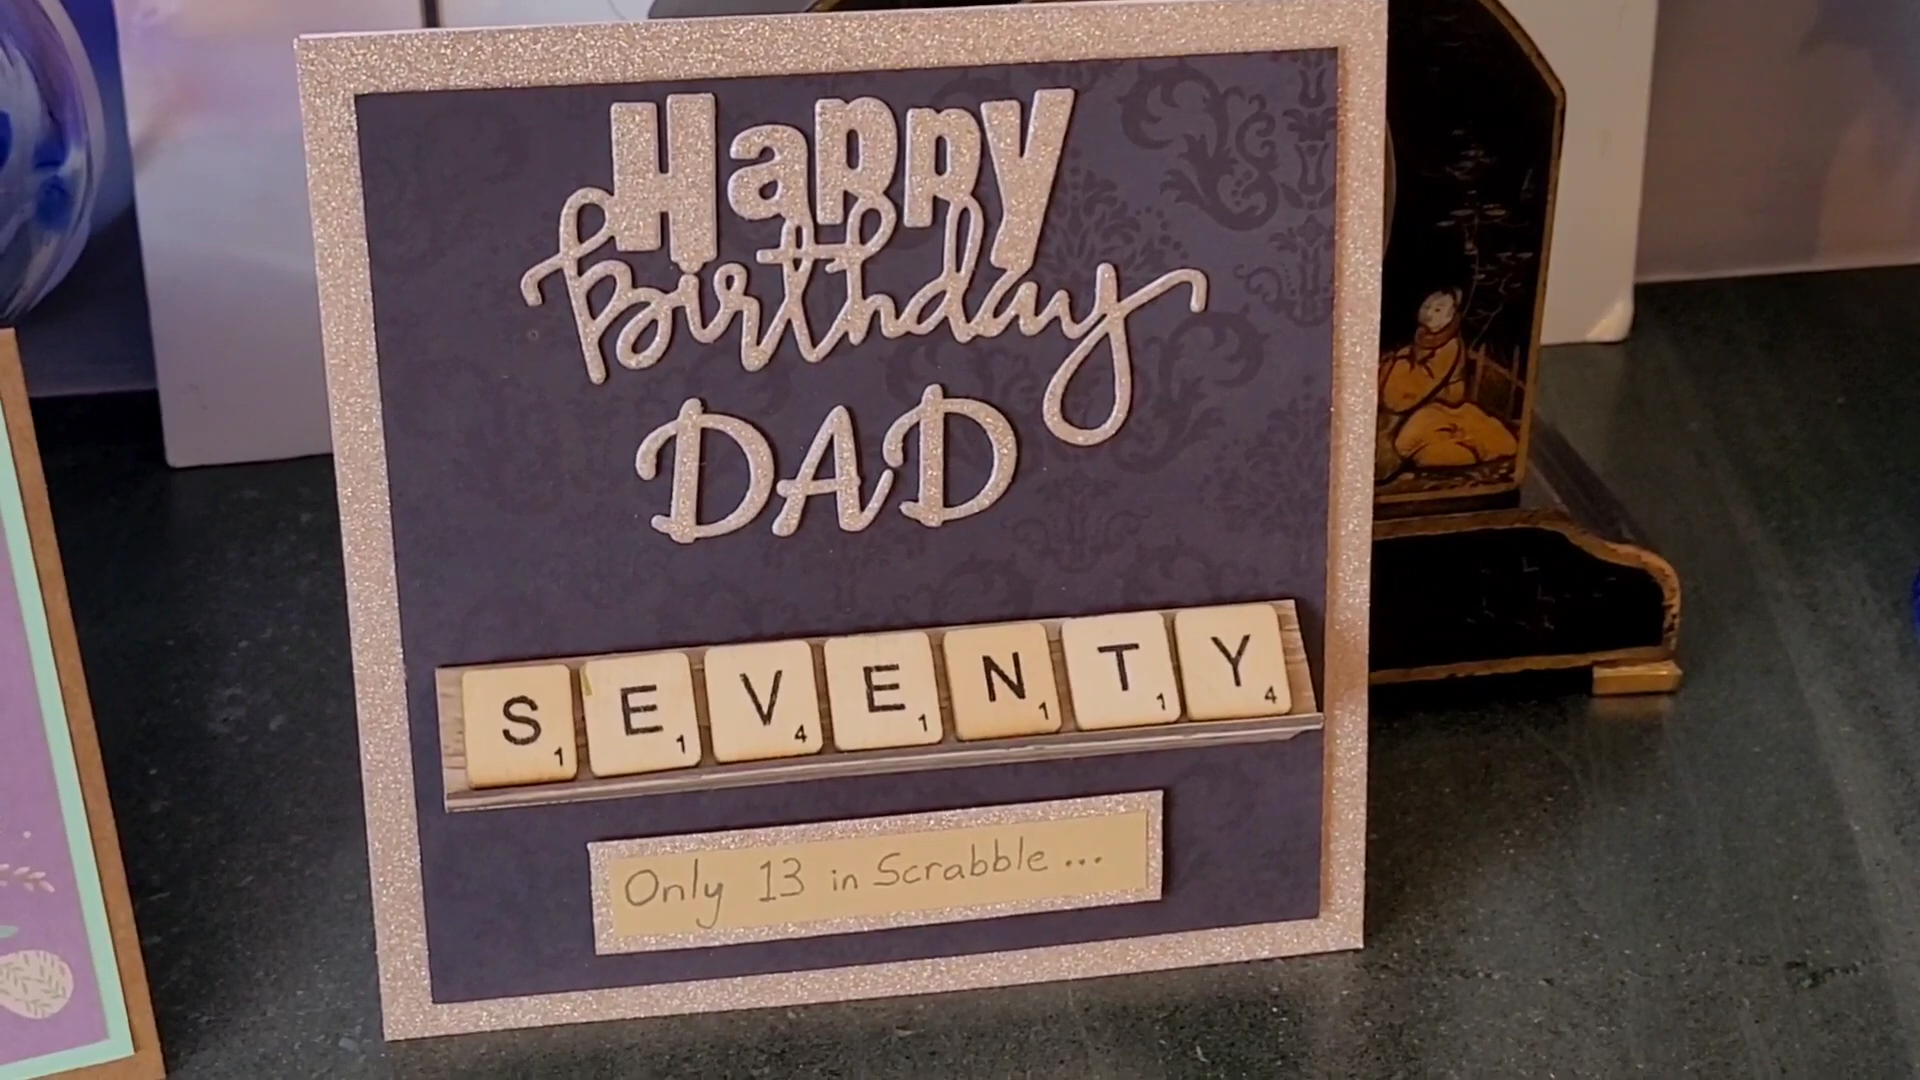 Happy
Birthday
DAD
S1 E1 V4 E1 N1 T1 Y4
Only 13 in Scrabble...